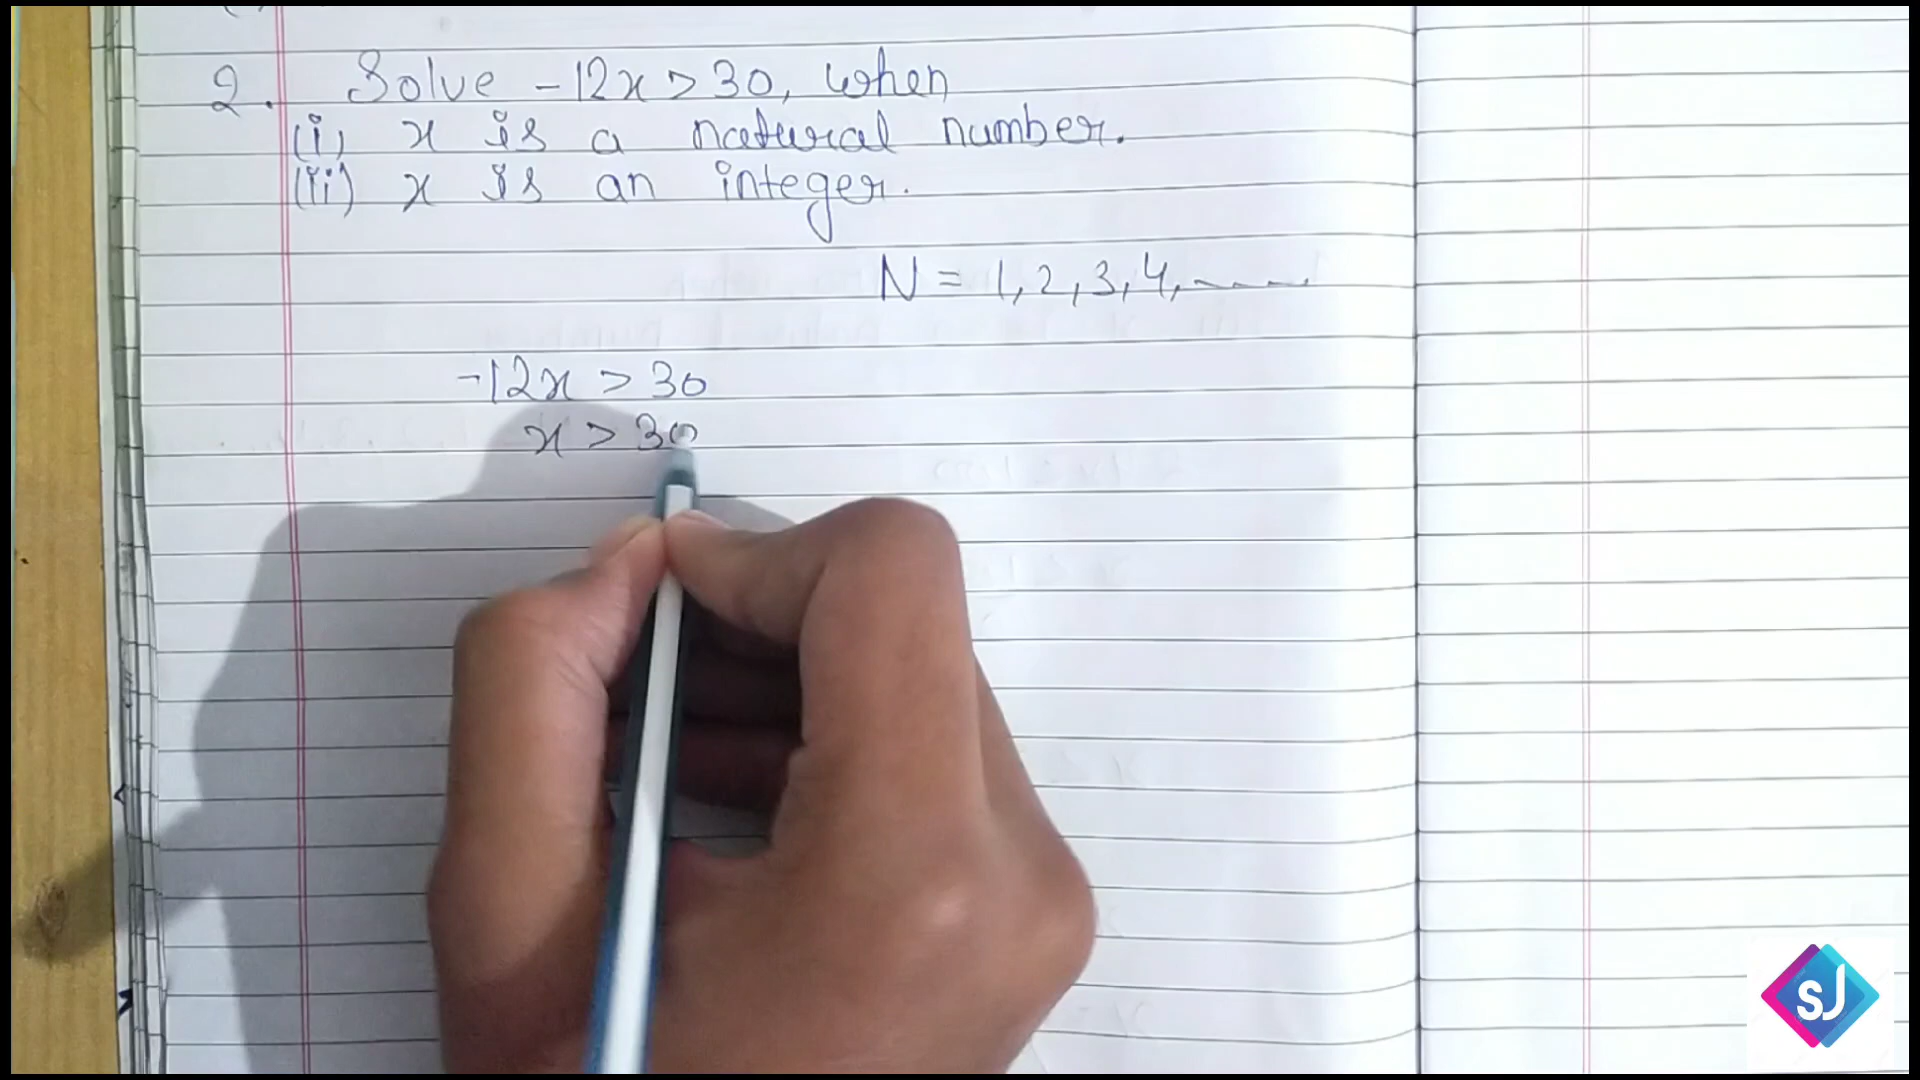 2. Solve -12x > 30, when
(i) x is a natural number.
(ii) x is an integer.
N = 1, 2, 3, 4, ......
-12x > 30
x > 30
SJ